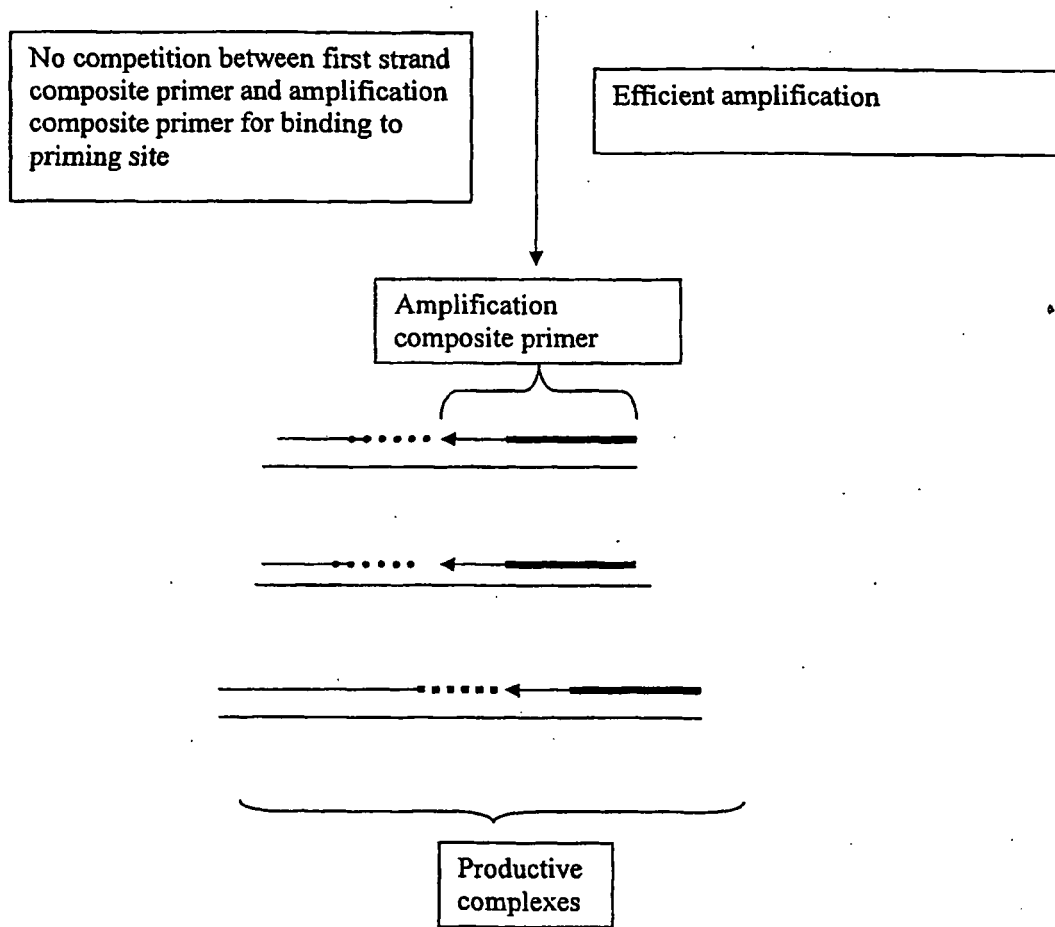 No competition between first strand
composite primer and amplification
composite primer for binding to
priming site
Efficient amplification
Amplification
composite primer
Productive
complexes